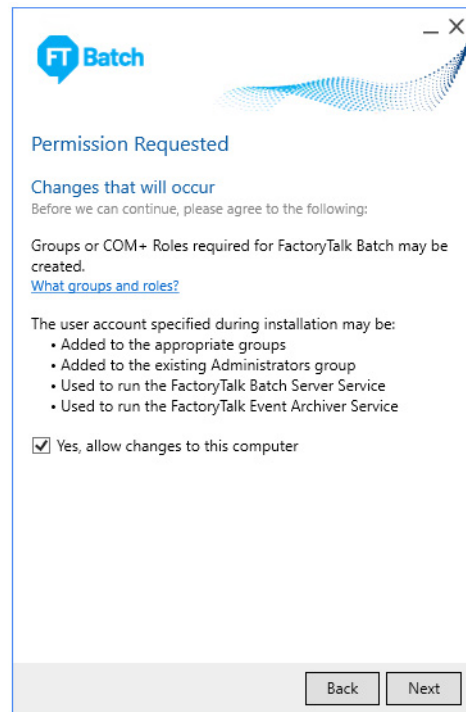 FT Batch
Permission Requested
Changes that will occur
Before we can continue, please agree to the following:
Groups or COM+ Roles required for FactoryTalk Batch may be
created.
What groups and roles?
The user account specified during installation may be:
• Added to the appropriate groups
• Added to the existing Administrators group
• Used to run the FactoryTalk Batch Server Service
• Used to run the FactoryTalk Event Archiver Service
Yes, allow changes to this computer
Back Next